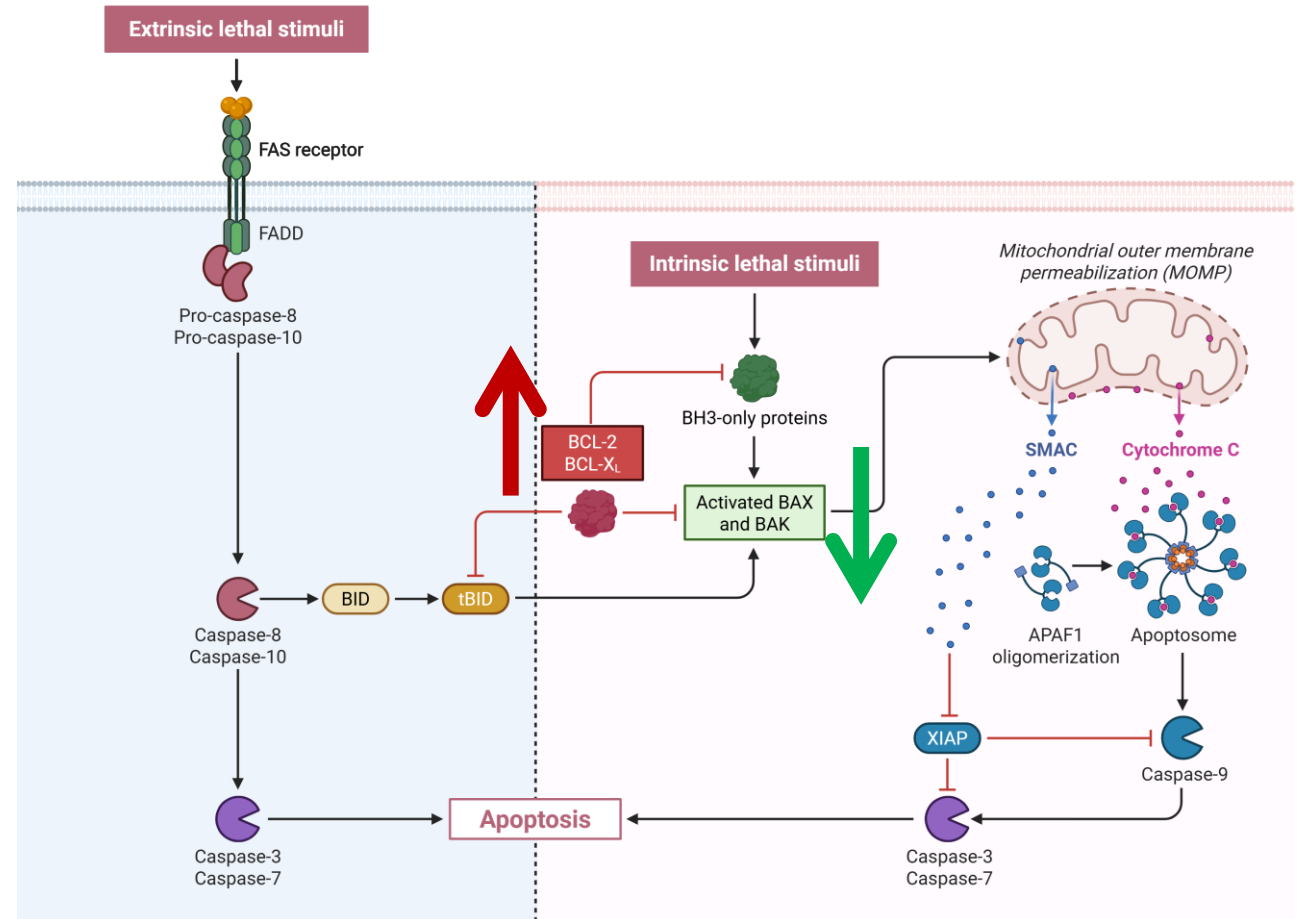 Extrinsic lethal stimuli
FAS receptor
FADD
Pro-caspase-8
Pro-caspase-10
Caspase-8
Caspase-10
BID
tBID
Caspase-3
Caspase-7
Apoptosis
Intrinsic lethal stimuli
BH3-only proteins
BCL-2
BCL-XL
Activated BAX
and BAK
Mitochondrial outer membrane
permeabilization (MOMP)
SMAC
Cytochrome C
APAF1
oligomerization
Apoptosome
XIAP
Caspase-9
Caspase-3
Caspase-7